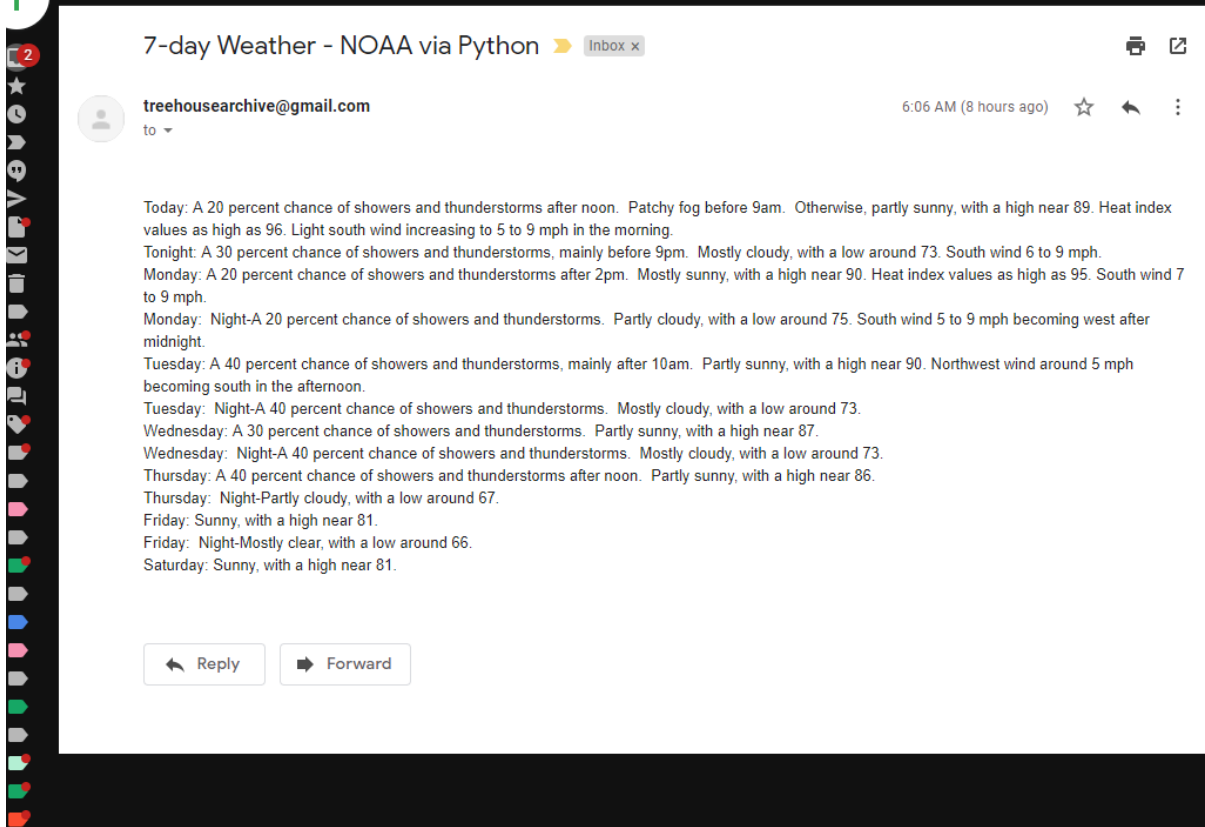 2
7-day Weather - NOAA via Python
Inbox x
treehousearchive@gmail.com
6:06 AM (8 hours ago)
to
Today: A 20 percent chance of showers and thunderstorms after noon.  Patchy fog before 9am.  Otherwise, partly sunny, with a high near 89. Heat index
values as high as 96. Light south wind increasing to 5 to 9 mph in the morning.
Tonight: A 30 percent chance of showers and thunderstorms, mainly before 9pm.  Mostly cloudy, with a low around 73. South wind 6 to 9 mph.
Monday: A 20 percent chance of showers and thunderstorms after 2pm.  Mostly sunny, with a high near 90. Heat index values as high as 95. South wind 7
to 9 mph.
Monday:  Night-A 20 percent chance of showers and thunderstorms.  Partly cloudy, with a low around 75. South wind 5 to 9 mph becoming west after
midnight.
Tuesday: A 40 percent chance of showers and thunderstorms, mainly after 10am.  Partly sunny, with a high near 90. Northwest wind around 5 mph
becoming south in the afternoon.
Tuesday:  Night-A 40 percent chance of showers and thunderstorms.  Mostly cloudy, with a low around 73.
Wednesday: A 30 percent chance of showers and thunderstorms.  Partly sunny, with a high near 87.
Wednesday:  Night-A 40 percent chance of showers and thunderstorms.  Mostly cloudy, with a low around 73.
Thursday: A 40 percent chance of showers and thunderstorms after noon.  Partly sunny, with a high near 86.
Thursday:  Night-Partly cloudy, with a low around 67.
Friday: Sunny, with a high near 81.
Friday:  Night-Mostly clear, with a low around 66.
Saturday: Sunny, with a high near 81.
Reply
Forward